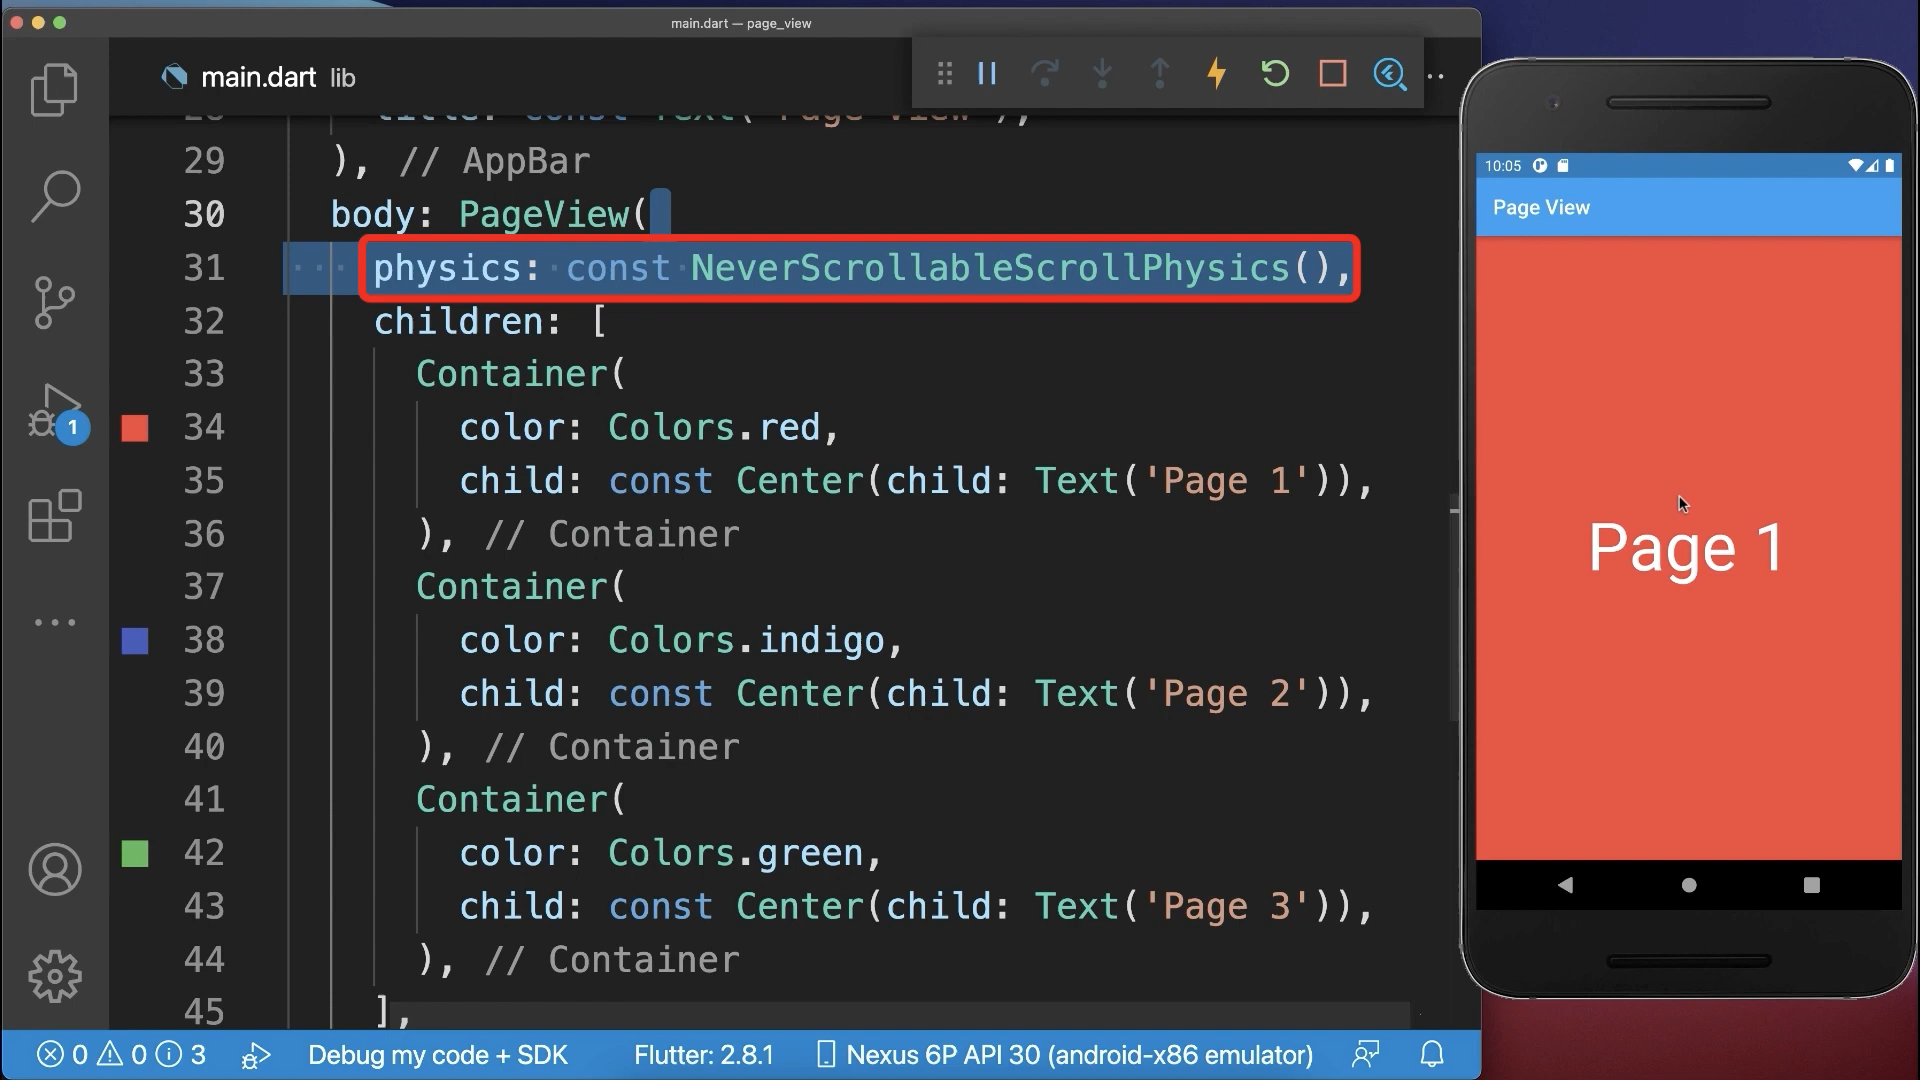 main.dart — page_view
main.dart lib
29 ), // AppBar
30 body: PageView(
31 physics: const NeverScrollableScrollPhysics(),
32 children: [
33 Container(
34 color: Colors.red,
35 child: const Center(child: Text('Page 1')),
36 ), // Container
37 Container(
38 color: Colors.indigo,
39 child: const Center(child: Text('Page 2')),
40 ), // Container
41 Container(
42 color: Colors.green,
43 child: const Center(child: Text('Page 3')),
44 ), // Container
45 ],
1
0 0 3 Debug my code + SDK Flutter: 2.8.1 Nexus 6P API 30 (android-x86 emulator)
10:05
Page View
Page 1